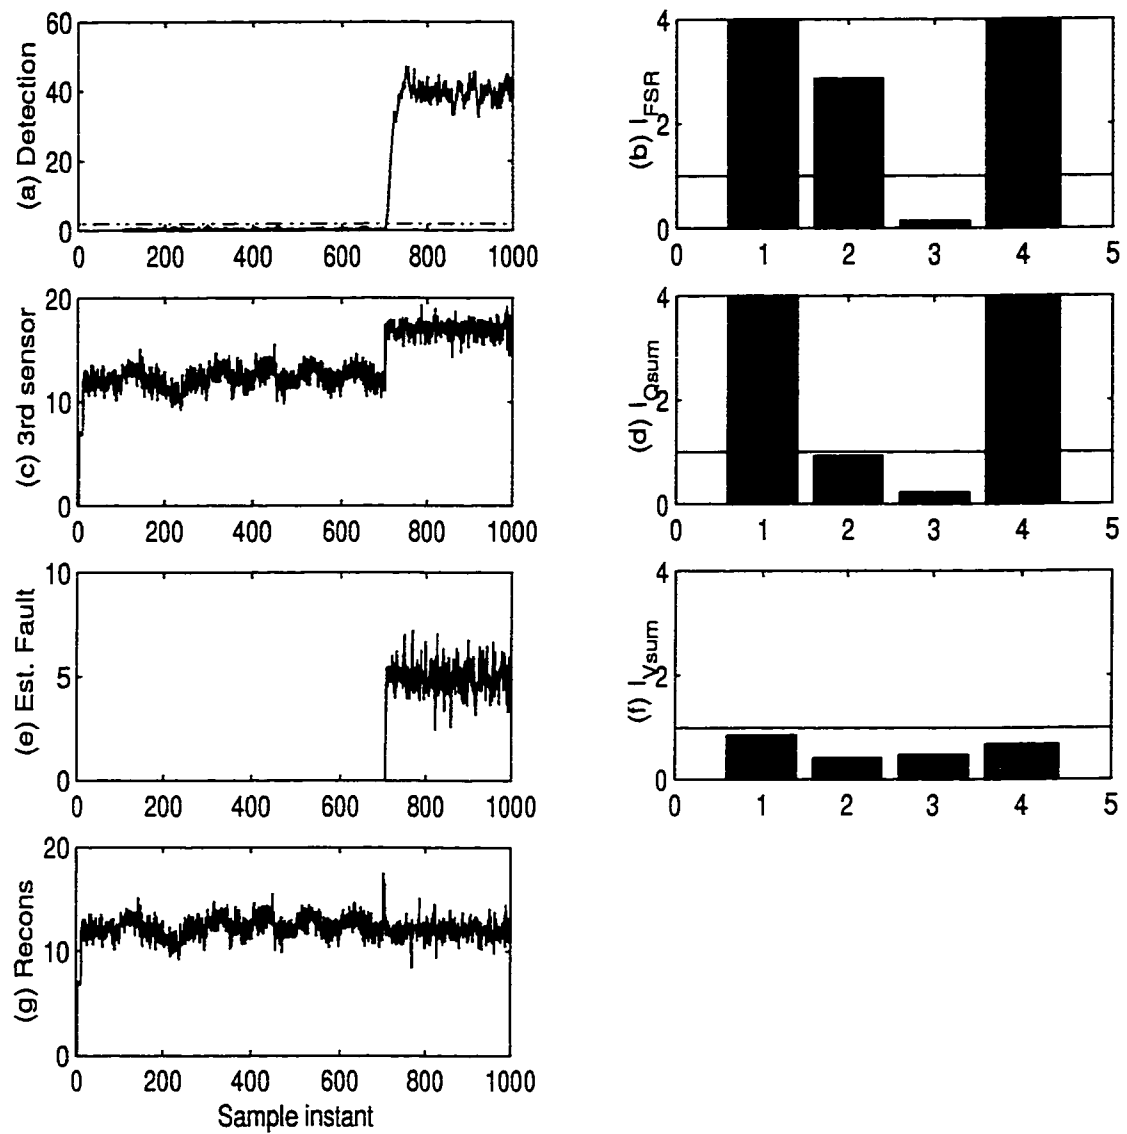 60
40
20
0
0 200 400 600 800 1000
(a) Detection
4
2
0
0 1 2 3 4 5
(b) I_FSR
20
10
0
0 200 400 600 800 1000
(c) 3rd sensor
4
2
0
0 1 2 3 4 5
(d) I_Qsum
10
5
0
0 200 400 600 800 1000
(e) Est. Fault
4
2
0
0 1 2 3 4 5
(f) I_Vsum
20
10
0
0 200 400 600 800 1000
(g) Recons
Sample instant